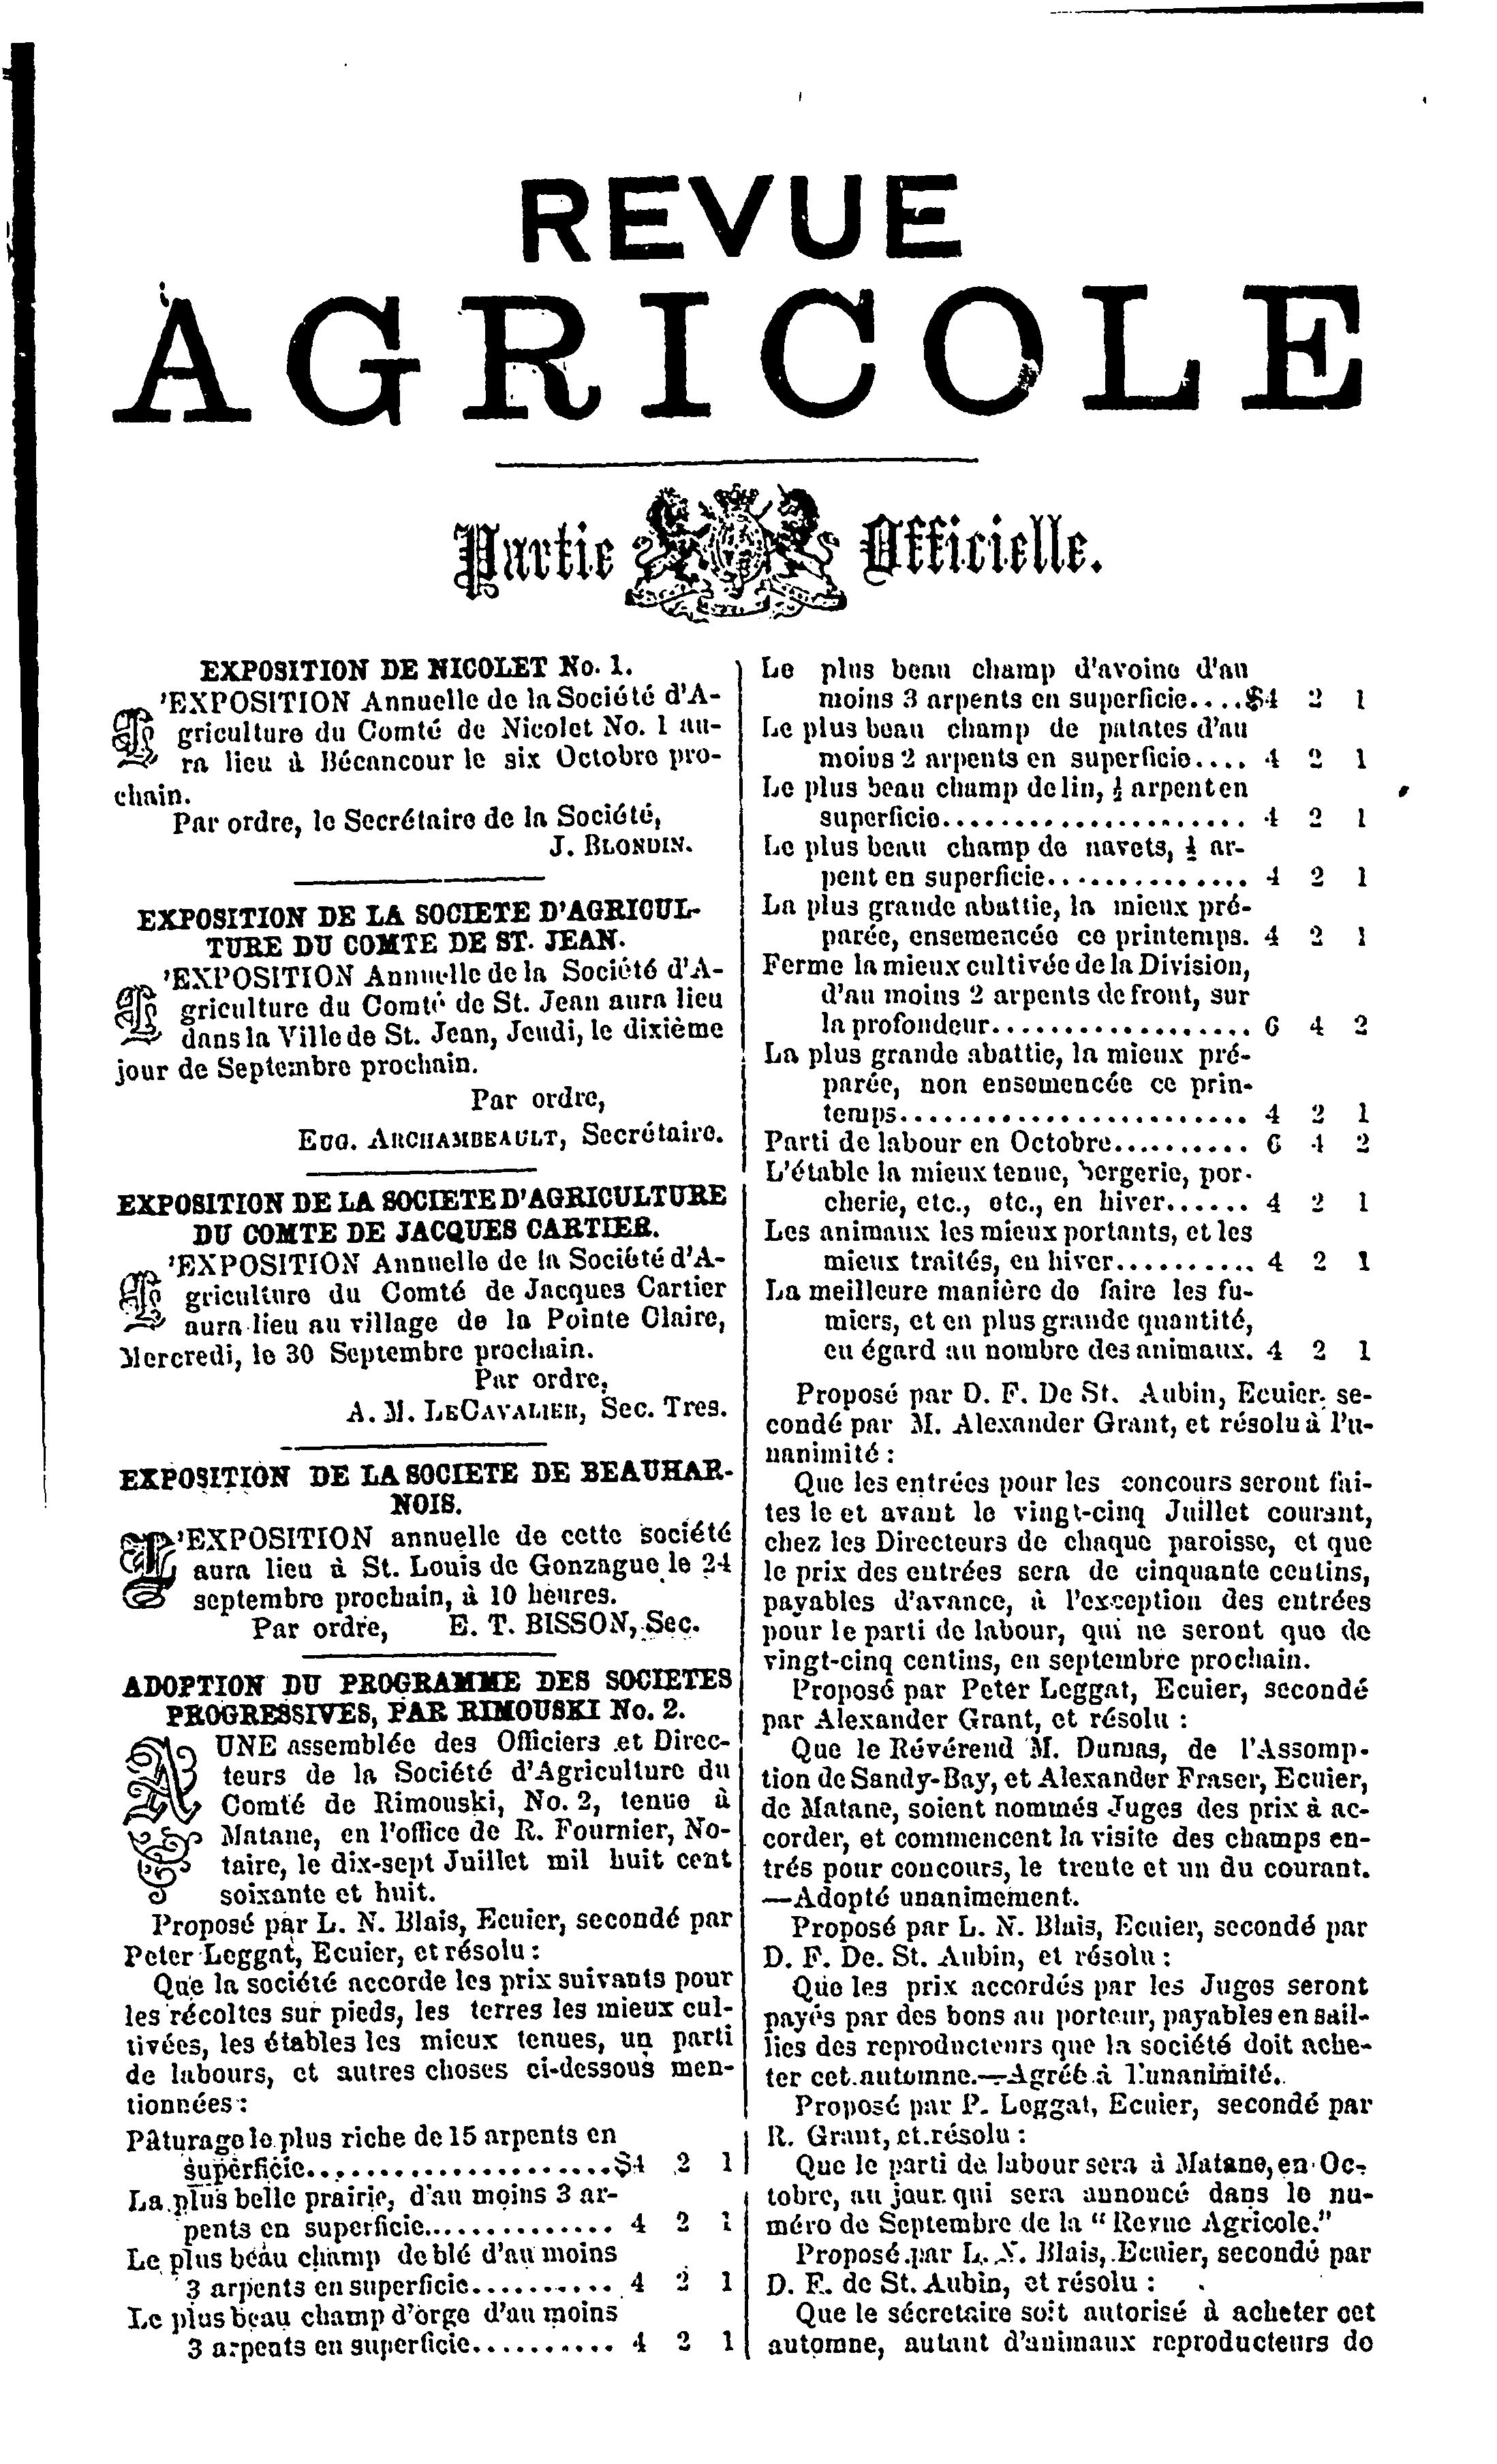 REVUE
AGRICOLE
Partie Officielle.
EXPOSITION DE NICOLET No. 1.
L'EXPOSITION Annuelle de la Société d'A-
griculture du Comté de Nicolet No. 1 au-
ra lieu à Bécancour le six Octobre pro-
chain.
Par ordre, le Secrétaire de la Société,
J. BLONDIN.
EXPOSITION DE LA SOCIETE D'AGRICUL-
TURE DU COMTE DE ST. JEAN.
L'EXPOSITION Annuelle de la Société d'A-
griculture du Comté de St. Jean aura lieu
dans la Ville de St. Jean, Jeudi, le dixième
jour de Septembre prochain.
Par ordre,
EUG. ARCHAMBEAULT, Secrétaire.
EXPOSITION DE LA SOCIETE D'AGRICULTURE
DU COMTE DE JACQUES CARTIER.
L'EXPOSITION Annuelle de la Société d'A-
griculture du Comté de Jacques Cartier
aura lieu au village de la Pointe Claire,
Mercredi, le 30 Septembre prochain.
Par ordre,
A. M. LECAVALIER, Sec. Tres.
EXPOSITION DE LA SOCIETE DE BEAUHAR-
NOIS.
L'EXPOSITION annuelle de cette société
aura lieu à St. Louis de Gonzague le 24
septembre prochain, à 10 heures.
Par ordre, E. T. BISSON, Sec.
ADOPTION DU PROGRAMME DES SOCIETES
PROGRESSIVES, PAR RIMOUSKI No. 2.
A UNE assemblée des Officiers et Direc-
teurs de la Société d'Agriculture du
Comté de Rimouski, No. 2, tenue à
Matane, en l'office de R. Fournier, No-
taire, le dix-sept Juillet mil huit cent
soixante et huit.
Proposé par L. N. Blais, Ecuier, secondé par
Peter Leggat, Ecuier, et résolu :
Que la société accorde les prix suivants pour
les récoltes sur pieds, les terres les mieux cul-
tivées, les étables les mieux tenues, un parti
de labours, et autres choses ci-dessous men-
tionnées :
Pâturage le plus riche de 15 arpents en
superficie......................$4 2 1
La plus belle prairie, d'au moins 3 ar-
pents en superficie.............. 4 2 1
Le plus beau champ de blé d'au moins
3 arpents en superficie.......... 4 2 1
Le plus beau champ d'orge d'au moins
3 arpents en superficie.......... 4 2 1
Le plus beau champ d'avoine d'au
moins 3 arpents en superficie....$4 2 1
Le plus beau champ de patates d'au
moins 2 arpents en superficie.... 4 2 1
Le plus beau champ de lin, ½ arpent en
superficie..................... 4 2 1
Le plus beau champ de navets, ½ ar-
pent en superficie.............. 4 2 1
La plus grande abattie, la mieux pré-
parée, ensemencée ce printemps. 4 2 1
Ferme la mieux cultivée de la Division,
d'au moins 2 arpents de front, sur
la profondeur.................. 6 4 2
La plus grande abattie, la mieux pré-
parée, non ensemencée ce prin-
temps........................ 4 2 1
Parti de labour en Octobre.......... 6 4 2
L'étable la mieux tenue, bergerie, por-
cherie, etc., etc., en hiver...... 4 2 1
Les animaux les mieux portants, et les
mieux traités, en hiver.......... 4 2 1
La meilleure manière de faire les fu-
miers, et en plus grande quantité,
eu égard au nombre des animaux. 4 2 1
Proposé par D. F. De St. Aubin, Ecuier, se-
condé par M. Alexander Grant, et résolu à l'u-
nanimité :
Que les entrées pour les concours seront fai-
tes le et avant le vingt-cinq Juillet courant,
chez les Directeurs de chaque paroisse, et que
le prix des entrées sera de cinquante centins,
payables d'avance, à l'exception des entrées
pour le parti de labour, qui ne seront que de
vingt-cinq centins, en septembre prochain.
Proposé par Peter Leggat, Ecuier, secondé
par Alexander Grant, et résolu :
Que le Révérend M. Dumas, de l'Assomp-
tion de Sandy-Bay, et Alexander Fraser, Ecuier,
de Matane, soient nommés Juges des prix à ac-
corder, et commencent la visite des champs en-
trés pour concours, le trente et un du courant.
—Adopté unanimement.
Proposé par L. N. Blais, Ecuier, secondé par
D. F. De. St. Aubin, et résolu :
Que les prix accordés par les Juges seront
payés par des bons au porteur, payables en sail-
lies des reproducteurs que la société doit ache-
ter cet automne.—Agréé à l'unanimité.
Proposé par P. Leggat, Ecuier, secondé par
R. Grant, et résolu :
Que le parti de labour sera à Matane, en Oc-
tobre, au jour qui sera annoncé dans le nu-
méro de Septembre de la "Revue Agricole."
Proposé par L. N. Blais, Ecuier, secondé par
D. F. de St. Aubin, et résolu :
Que le sécretaire soit autorisé à acheter cet
automne, autant d'animaux reproducteurs de